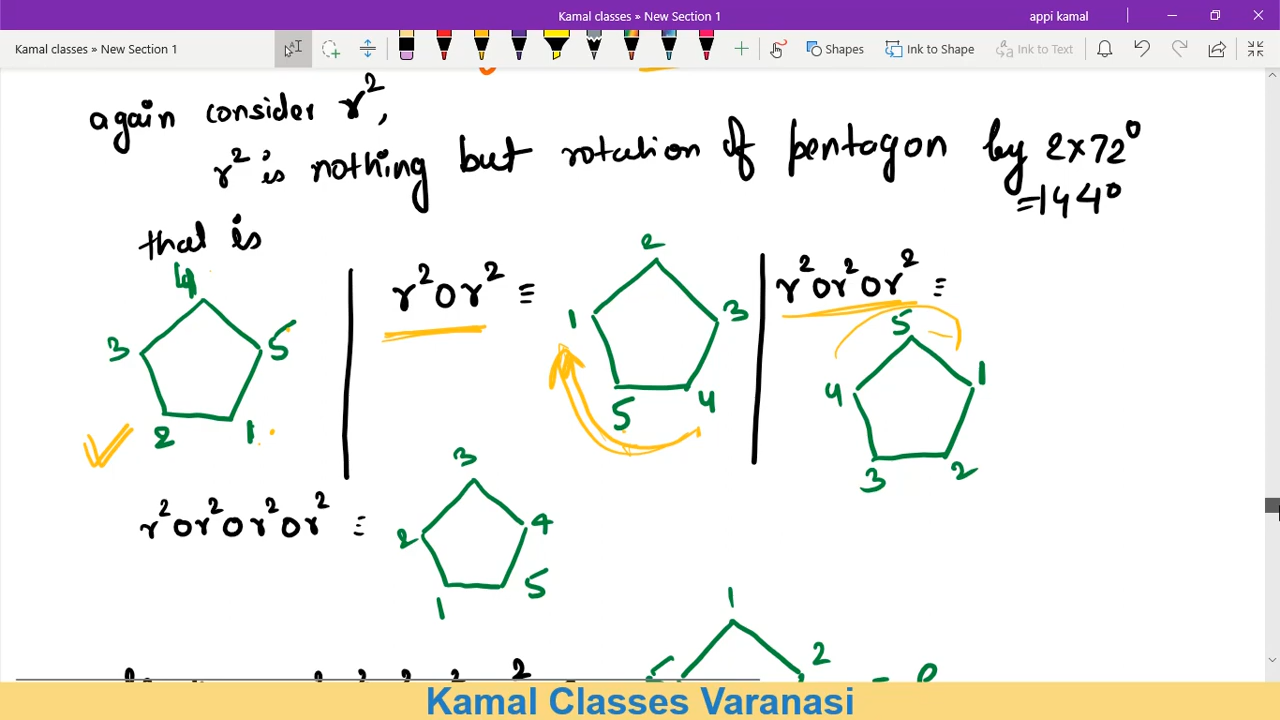 Kamal classes » New Section 1
appi kamal
Kamal classes » New Section 1
Shapes
Ink to Shape
Ink to Text
again consider r²,
r² is nothing but rotation of pentagon by 2×72°
=144°
that is
4
3 5
2 1
r²or² ≡
2
1 3
5 4
r²or²or² ≡
5
4 1
3 2
r²or²or²or² ≡
3
2 4
1 5
1
2
Kamal Classes Varanasi